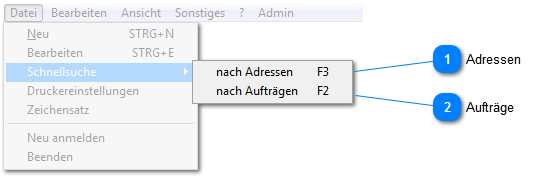 Datei Bearbeiten Ansicht Sonstiges ? Admin
Neu STRG+N
Bearbeiten STRG+E
Schnellsuche
Druckereinstellungen
Zeichensatz
Neu anmelden
Beenden
nach Adressen F3
nach Aufträgen F2
1 Adressen
2 Aufträge